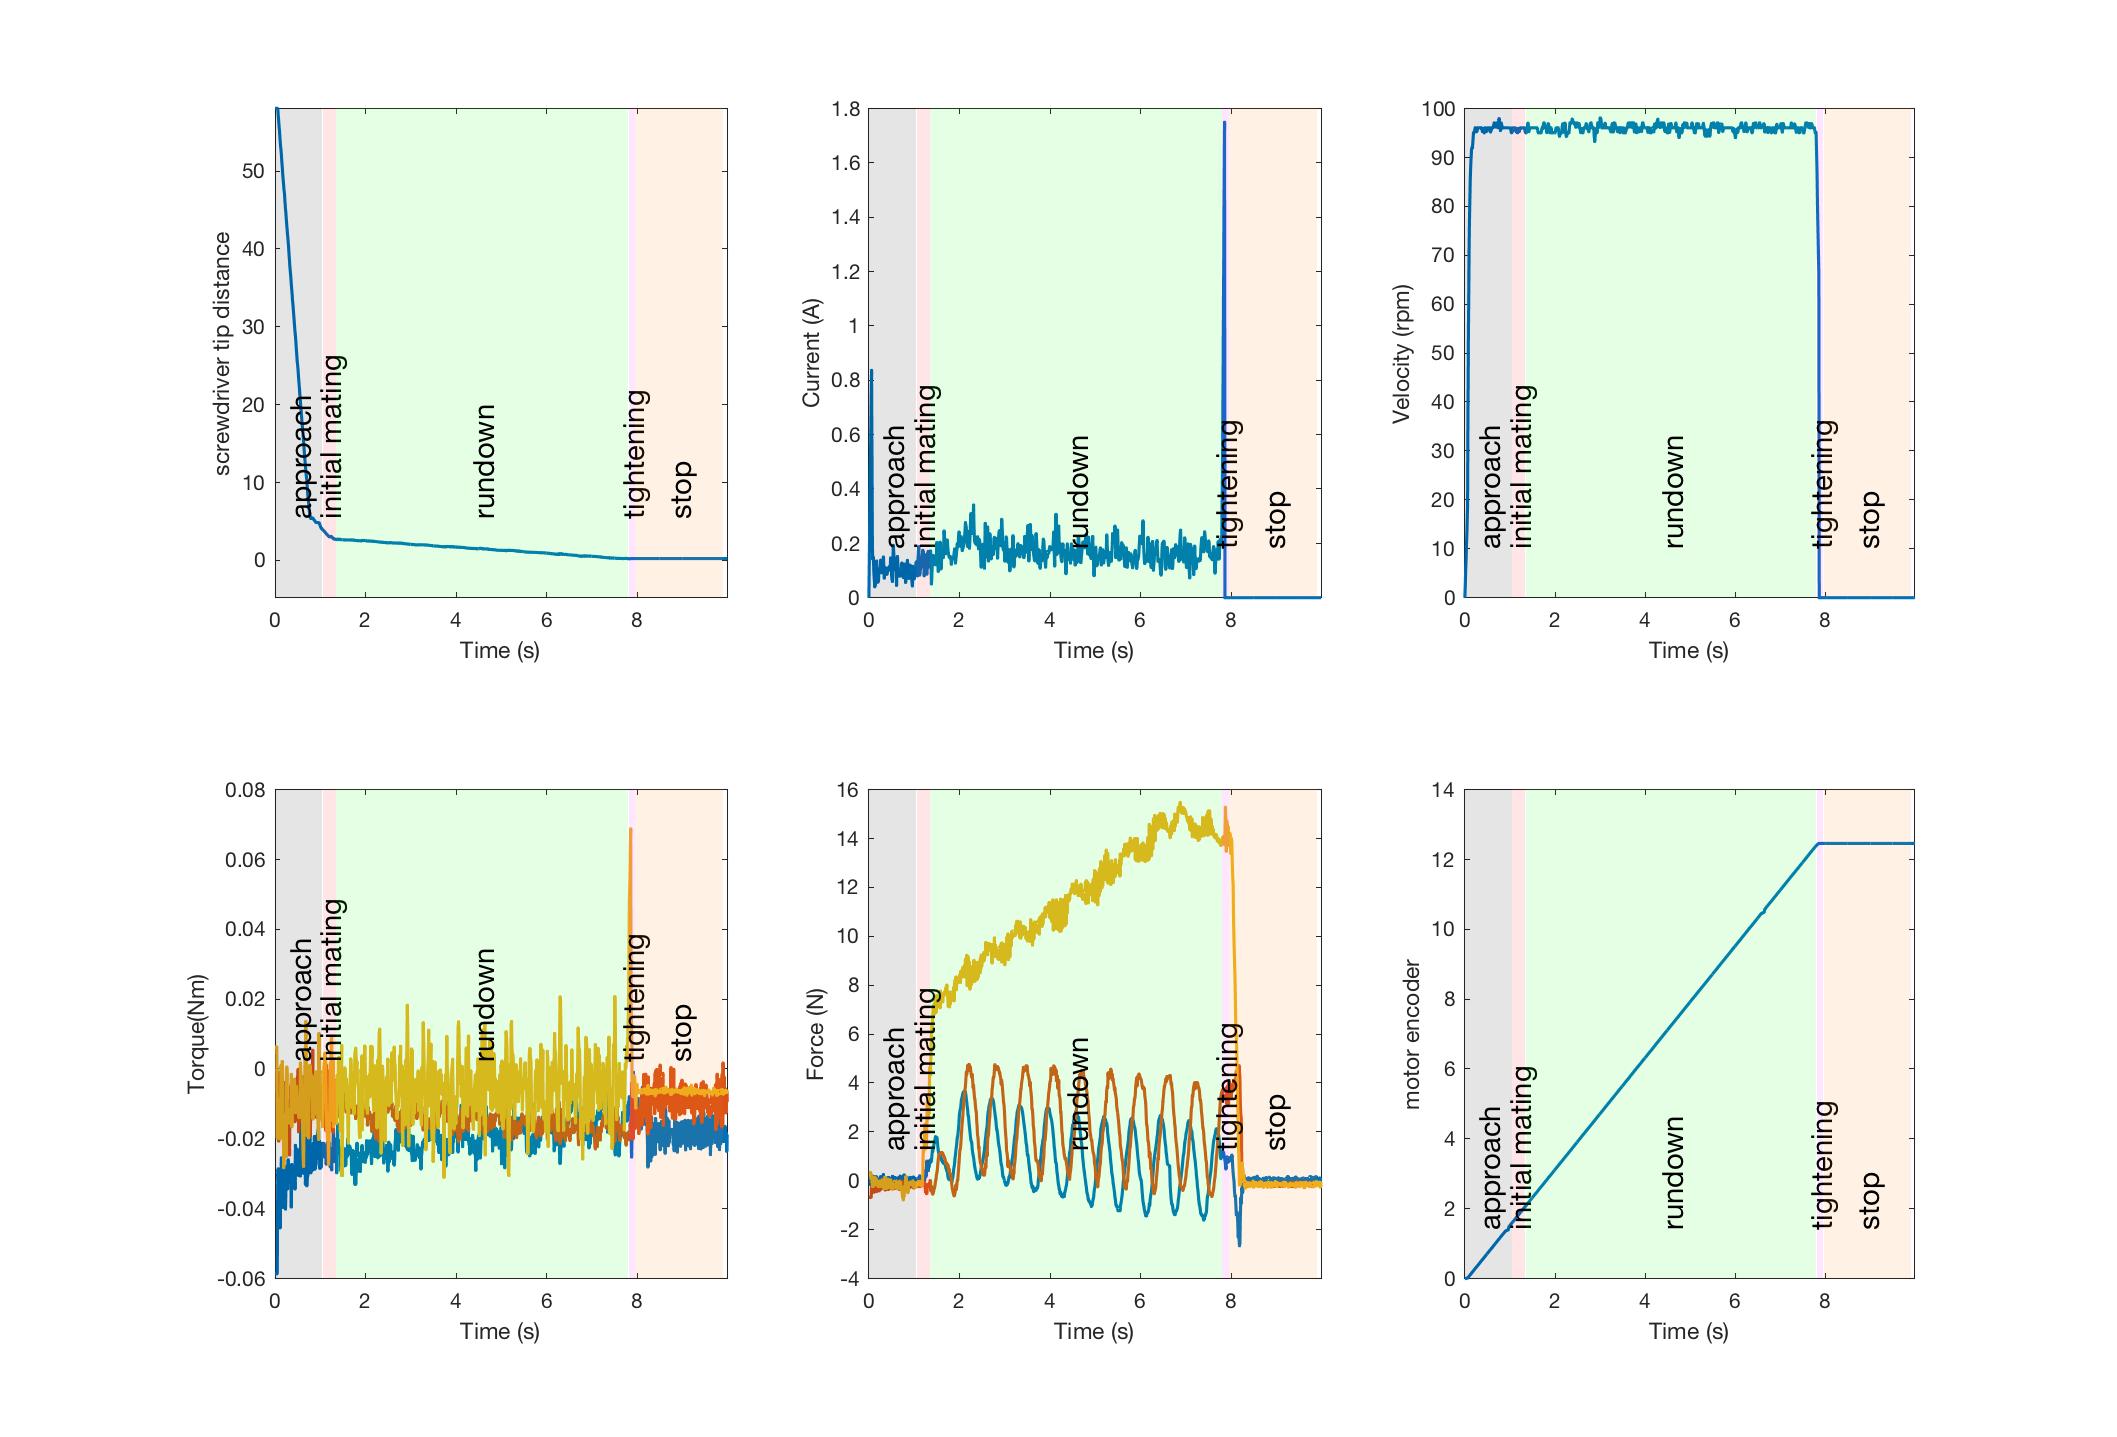 screwdriver tip distance
50
40
30
20
10
0
approach
initial mating
rundown
tightening
stop
0 2 4 6 8
Time (s)
Current (A)
1.8
1.6
1.4
1.2
1
0.8
0.6
0.4
0.2
0
approach
initial mating
rundown
tightening
stop
0 2 4 6 8
Time (s)
Velocity (rpm)
100
90
80
70
60
50
40
30
20
10
0
approach
initial mating
rundown
tightening
stop
0 2 4 6 8
Time (s)
Torque(Nm)
0.08
0.06
0.04
0.02
0
-0.02
-0.04
-0.06
approach
initial mating
rundown
tightening
stop
0 2 4 6 8
Time (s)
Force (N)
16
14
12
10
8
6
4
2
0
-2
-4
approach
initial mating
rundown
tightening
stop
0 2 4 6 8
Time (s)
motor encoder
14
12
10
8
6
4
2
0
approach
initial mating
rundown
tightening
stop
0 2 4 6 8
Time (s)